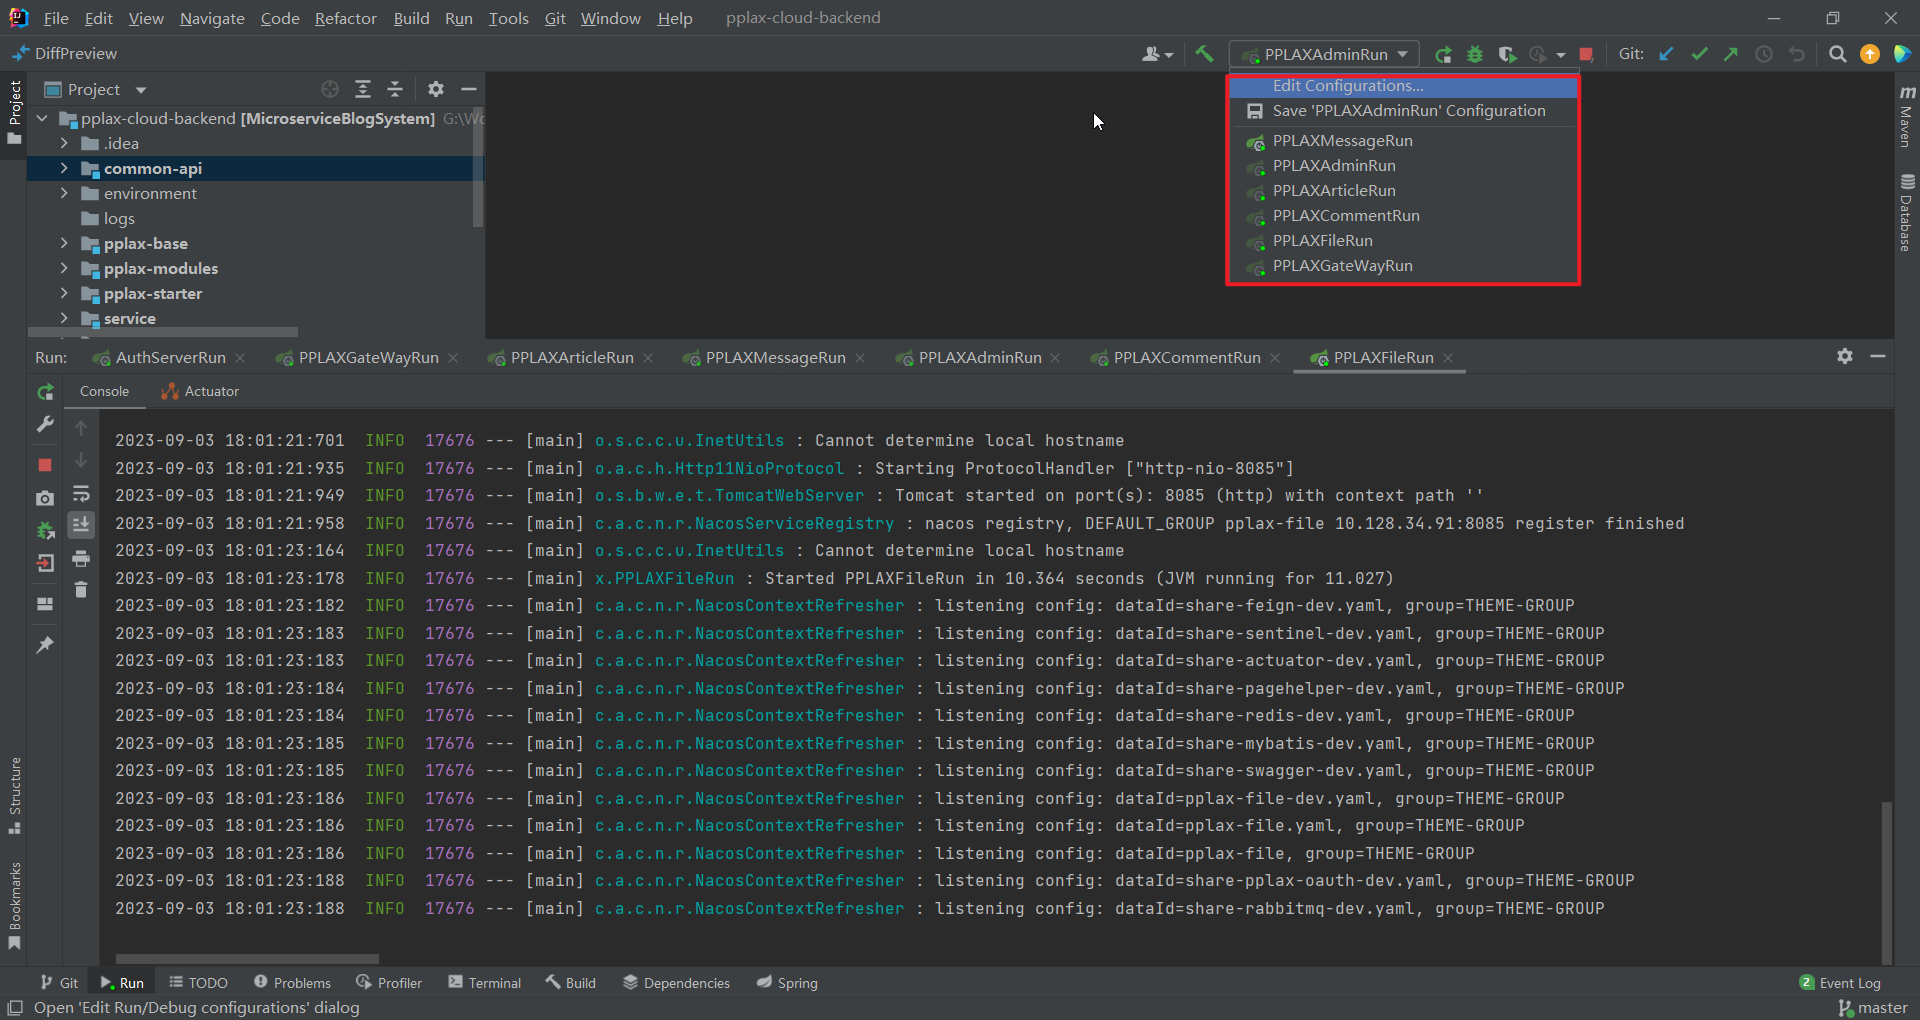 File Edit View Navigate Code Refactor Build Run Tools Git Window Help pplax-cloud-backend
DiffPreview
PPLAXAdminRun
Git:
Project
Edit Configurations...
Save 'PPLAXAdminRun' Configuration
PPLAXMessageRun
PPLAXAdminRun
PPLAXArticleRun
PPLAXCommentRun
PPLAXFileRun
PPLAXGateWayRun
Project
pplax-cloud-backend [MicroserviceBlogSystem]
.idea
common-api
environment
logs
pplax-base
pplax-modules
pplax-starter
service
m
Maven
Database
Run: AuthServerRun PPLAXGateWayRun PPLAXArticleRun PPLAXMessageRun PPLAXAdminRun PPLAXCommentRun PPLAXFileRun
Console Actuator
2023-09-03 18:01:21:701 INFO 17676 --- [main] o.s.c.c.u.InetUtils : Cannot determine local hostname
2023-09-03 18:01:21:935 INFO 17676 --- [main] o.a.c.h.Http11NioProtocol : Starting ProtocolHandler ["http-nio-8085"]
2023-09-03 18:01:21:949 INFO 17676 --- [main] o.s.b.w.e.t.TomcatWebServer : Tomcat started on port(s): 8085 (http) with context path ''
2023-09-03 18:01:21:958 INFO 17676 --- [main] c.a.c.n.r.NacosServiceRegistry : nacos registry, DEFAULT_GROUP pplax-file 10.128.34.91:8085 register finished
2023-09-03 18:01:23:164 INFO 17676 --- [main] o.s.c.c.u.InetUtils : Cannot determine local hostname
2023-09-03 18:01:23:178 INFO 17676 --- [main] x.PPLAXFileRun : Started PPLAXFileRun in 10.364 seconds (JVM running for 11.027)
2023-09-03 18:01:23:182 INFO 17676 --- [main] c.a.c.n.r.NacosContextRefresher : listening config: dataId=share-feign-dev.yaml, group=THEME-GROUP
2023-09-03 18:01:23:183 INFO 17676 --- [main] c.a.c.n.r.NacosContextRefresher : listening config: dataId=share-sentinel-dev.yaml, group=THEME-GROUP
2023-09-03 18:01:23:183 INFO 17676 --- [main] c.a.c.n.r.NacosContextRefresher : listening config: dataId=share-actuator-dev.yaml, group=THEME-GROUP
2023-09-03 18:01:23:184 INFO 17676 --- [main] c.a.c.n.r.NacosContextRefresher : listening config: dataId=share-pagehelper-dev.yaml, group=THEME-GROUP
2023-09-03 18:01:23:184 INFO 17676 --- [main] c.a.c.n.r.NacosContextRefresher : listening config: dataId=share-redis-dev.yaml, group=THEME-GROUP
2023-09-03 18:01:23:185 INFO 17676 --- [main] c.a.c.n.r.NacosContextRefresher : listening config: dataId=share-mybatis-dev.yaml, group=THEME-GROUP
2023-09-03 18:01:23:185 INFO 17676 --- [main] c.a.c.n.r.NacosContextRefresher : listening config: dataId=share-swagger-dev.yaml, group=THEME-GROUP
2023-09-03 18:01:23:186 INFO 17676 --- [main] c.a.c.n.r.NacosContextRefresher : listening config: dataId=pplax-file-dev.yaml, group=THEME-GROUP
2023-09-03 18:01:23:186 INFO 17676 --- [main] c.a.c.n.r.NacosContextRefresher : listening config: dataId=pplax-file.yaml, group=THEME-GROUP
2023-09-03 18:01:23:186 INFO 17676 --- [main] c.a.c.n.r.NacosContextRefresher : listening config: dataId=pplax-file, group=THEME-GROUP
2023-09-03 18:01:23:188 INFO 17676 --- [main] c.a.c.n.r.NacosContextRefresher : listening config: dataId=share-pplax-oauth-dev.yaml, group=THEME-GROUP
2023-09-03 18:01:23:188 INFO 17676 --- [main] c.a.c.n.r.NacosContextRefresher : listening config: dataId=share-rabbitmq-dev.yaml, group=THEME-GROUP
Structure
Bookmarks
Git Run TODO Problems Profiler Terminal Build Dependencies Spring 2 Event Log
Open 'Edit Run/Debug configurations' dialog master